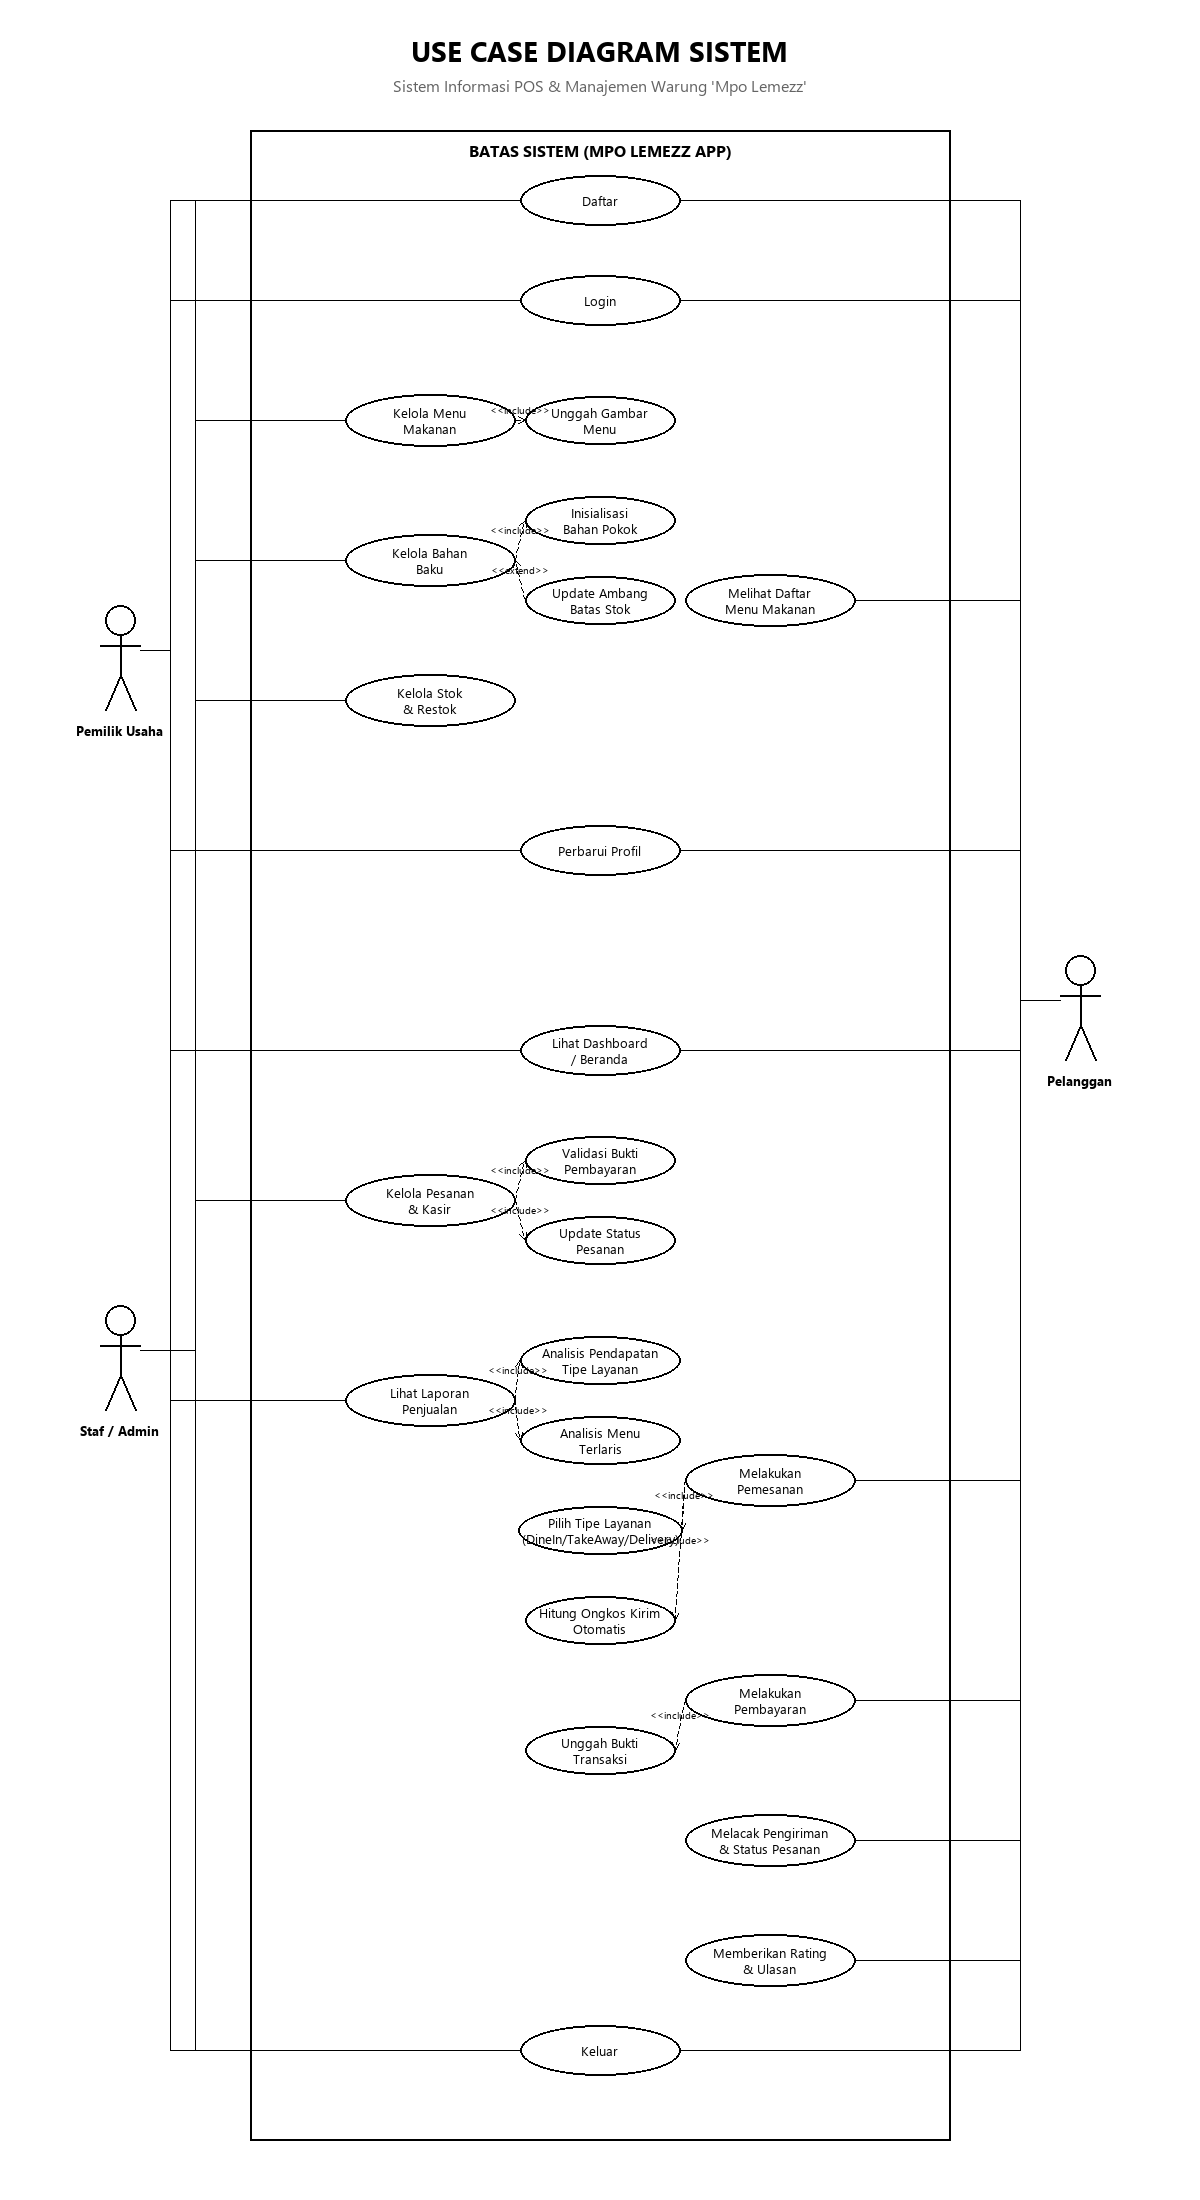 USE CASE DIAGRAM SISTEM
Sistem Informasi POS & Manajemen Warung 'Mpo Lemezz'
BATAS SISTEM (MPO LEMEZZ APP)
Daftar
Login
Kelola Menu
Makanan
<<include>>
Unggah Gambar
Menu
Inisialisasi
Bahan Pokok
<<include>>
Kelola Bahan
Baku
<<extend>>
Update Ambang
Batas Stok
Melihat Daftar
Menu Makanan
Pemilik Usaha
Kelola Stok
& Restok
Perbarui Profil
Pelanggan
Lihat Dashboard
/ Beranda
Validasi Bukti
Pembayaran
<<include>>
Kelola Pesanan
& Kasir
<<include>>
Update Status
Pesanan
Staf / Admin
Analisis Pendapatan
Tipe Layanan
<<include>>
Lihat Laporan
Penjualan
<<include>>
Analisis Menu
Terlaris
Melakukan
Pemesanan
<<include>>
Pilih Tipe Layanan
(DineIn/TakeAway/Delivery)
<<include>>
Hitung Ongkos Kirim
Otomatis
Melakukan
Pembayaran
<<include>>
Unggah Bukti
Transaksi
Melacak Pengiriman
& Status Pesanan
Memberikan Rating
& Ulasan
Keluar